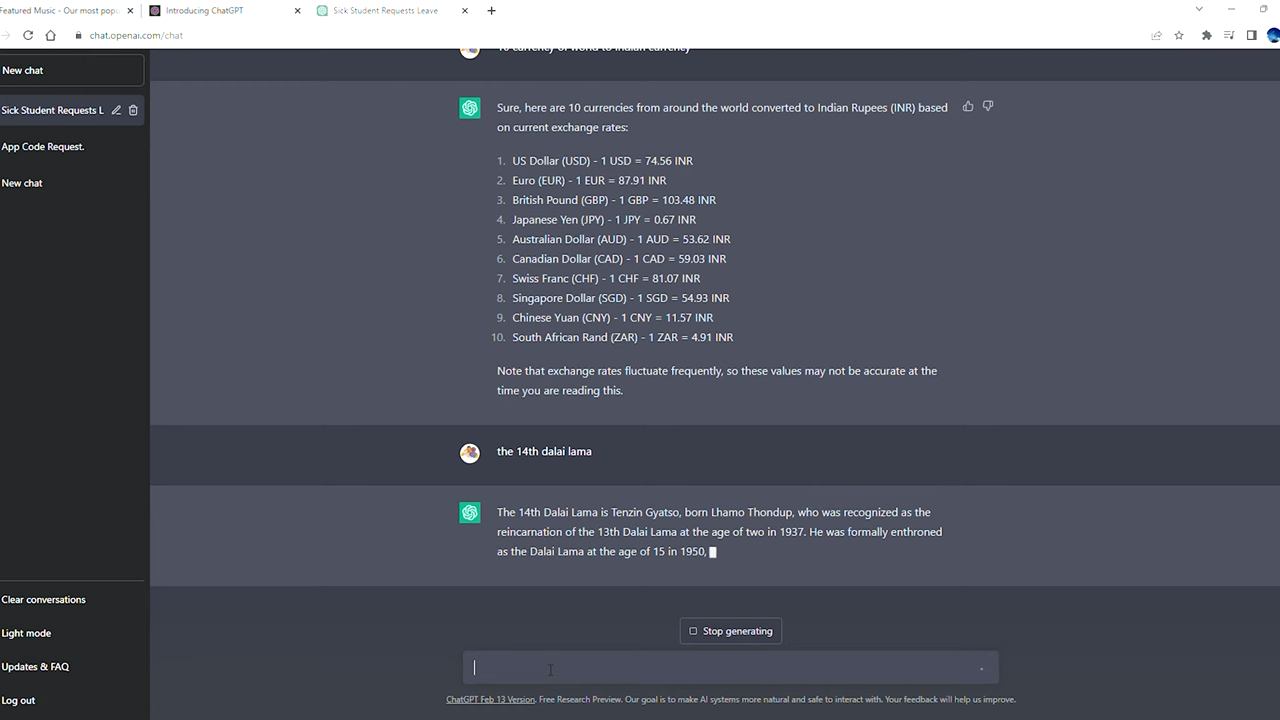 Featured Music - Our most popu
Introducing ChatGPT
Sick Student Requests Leave
chat.openai.com/chat
New chat
Sick Student Requests L
App Code Request.
New chat
10 currency of world to indian currency
Sure, here are 10 currencies from around the world converted to Indian Rupees (INR) based
on current exchange rates:
1. US Dollar (USD) - 1 USD = 74.56 INR
2. Euro (EUR) - 1 EUR = 87.91 INR
3. British Pound (GBP) - 1 GBP = 103.48 INR
4. Japanese Yen (JPY) - 1 JPY = 0.67 INR
5. Australian Dollar (AUD) - 1 AUD = 53.62 INR
6. Canadian Dollar (CAD) - 1 CAD = 59.03 INR
7. Swiss Franc (CHF) - 1 CHF = 81.07 INR
8. Singapore Dollar (SGD) - 1 SGD = 54.93 INR
9. Chinese Yuan (CNY) - 1 CNY = 11.57 INR
10. South African Rand (ZAR) - 1 ZAR = 4.91 INR
Note that exchange rates fluctuate frequently, so these values may not be accurate at the
time you are reading this.
the 14th dalai lama
The 14th Dalai Lama is Tenzin Gyatso, born Lhamo Thondup, who was recognized as the
reincarnation of the 13th Dalai Lama at the age of two in 1937. He was formally enthroned
as the Dalai Lama at the age of 15 in 1950,
Clear conversations
Light mode
Updates & FAQ
Log out
Stop generating
ChatGPT Feb 13 Version. Free Research Preview. Our goal is to make AI systems more natural and safe to interact with. Your feedback will help us improve.